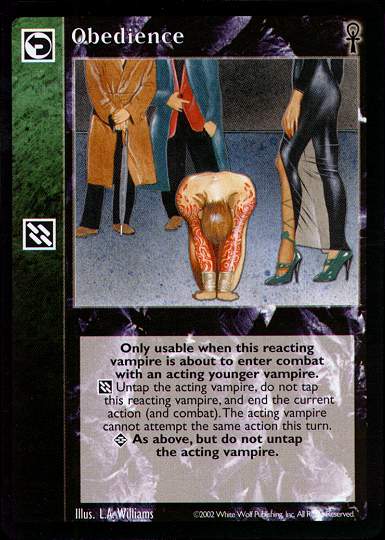 Obedience
Only usable when this reacting
vampire is about to enter combat
with an acting younger vampire.
Untap the acting vampire, do not tap
this reacting vampire, and end the current
action (and combat). The acting vampire
cannot attempt the same action this turn.
As above, but do not untap
the acting vampire.
Illus. L.A. Williams
©2002 White Wolf Publishing, Inc. All Rights Reserved.